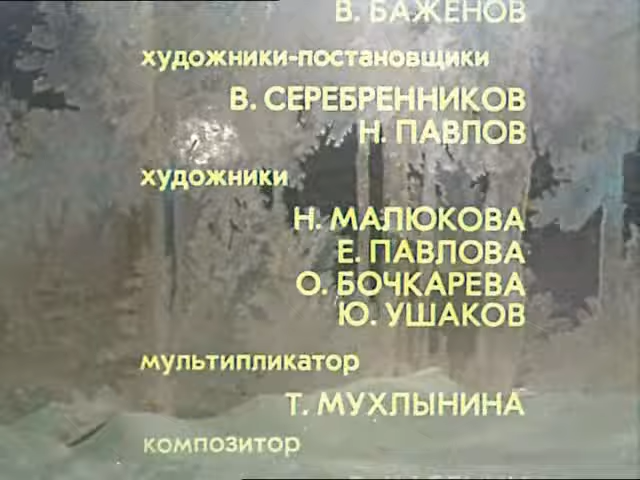 В. БАЖЕНОВ
художники-постановщики
В. СЕРЕБРЕННИКОВ
Н. ПАВЛОВ
художники
Н. МАЛЮКОВА
Е. ПАВЛОВА
О. БОЧКАРЕВА
Ю. УШАКОВ
мультипликатор
Т. МУХЛЫНИНА
композитор